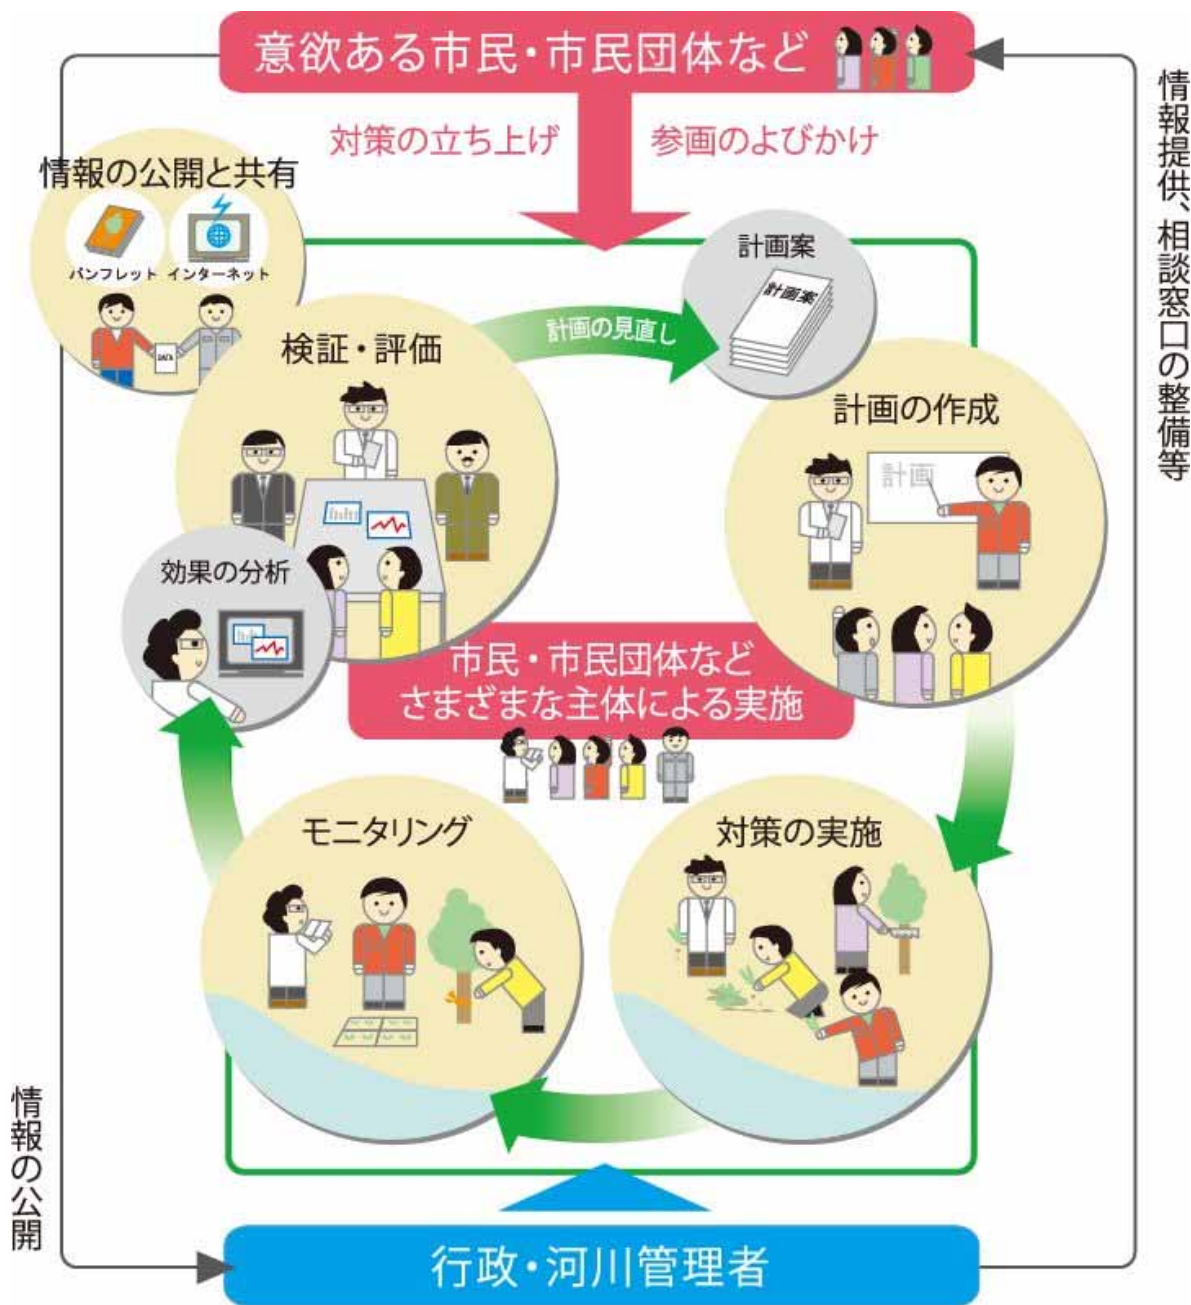 意欲ある市民・市民団体など
対策の立ち上げ
参画のよびかけ
情報の公開と共有
パンフレット
インターネット
DATA
計画案
計画案
検証・評価
計画の見直し
計画の作成
計画
効果の分析
市民・市民団体など
さまざまな主体による実施
モニタリング
対策の実施
情報提供、相談窓口の整備等
情報の公開
行政・河川管理者